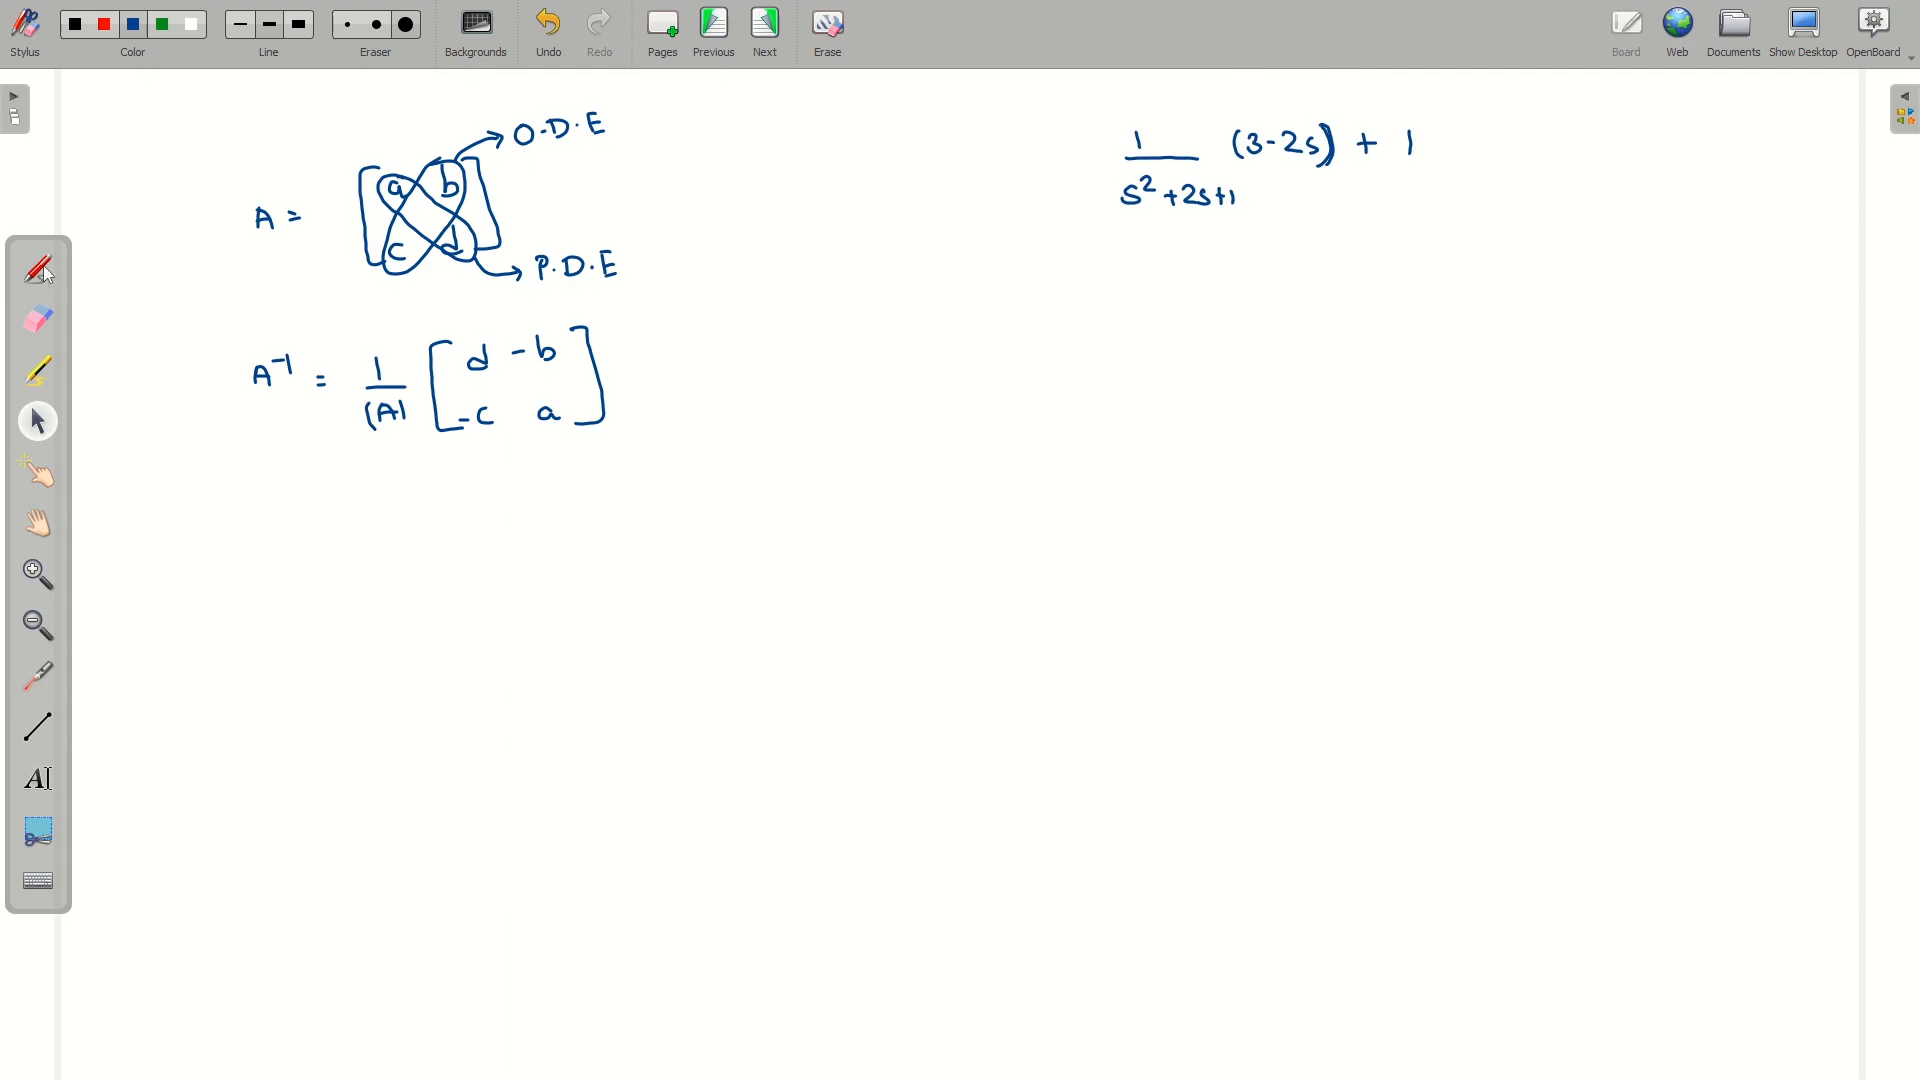 Stylus Color Line Eraser Backgrounds Undo Redo Pages Previous Next Erase Board Web Documents Show Desktop OpenBoard
O.D.E
A = [a b
c d]
P.D.E
A⁻¹ = 1/(A) [d -b
-c a]
1/(s²+2s+1) (3-2s) + 1